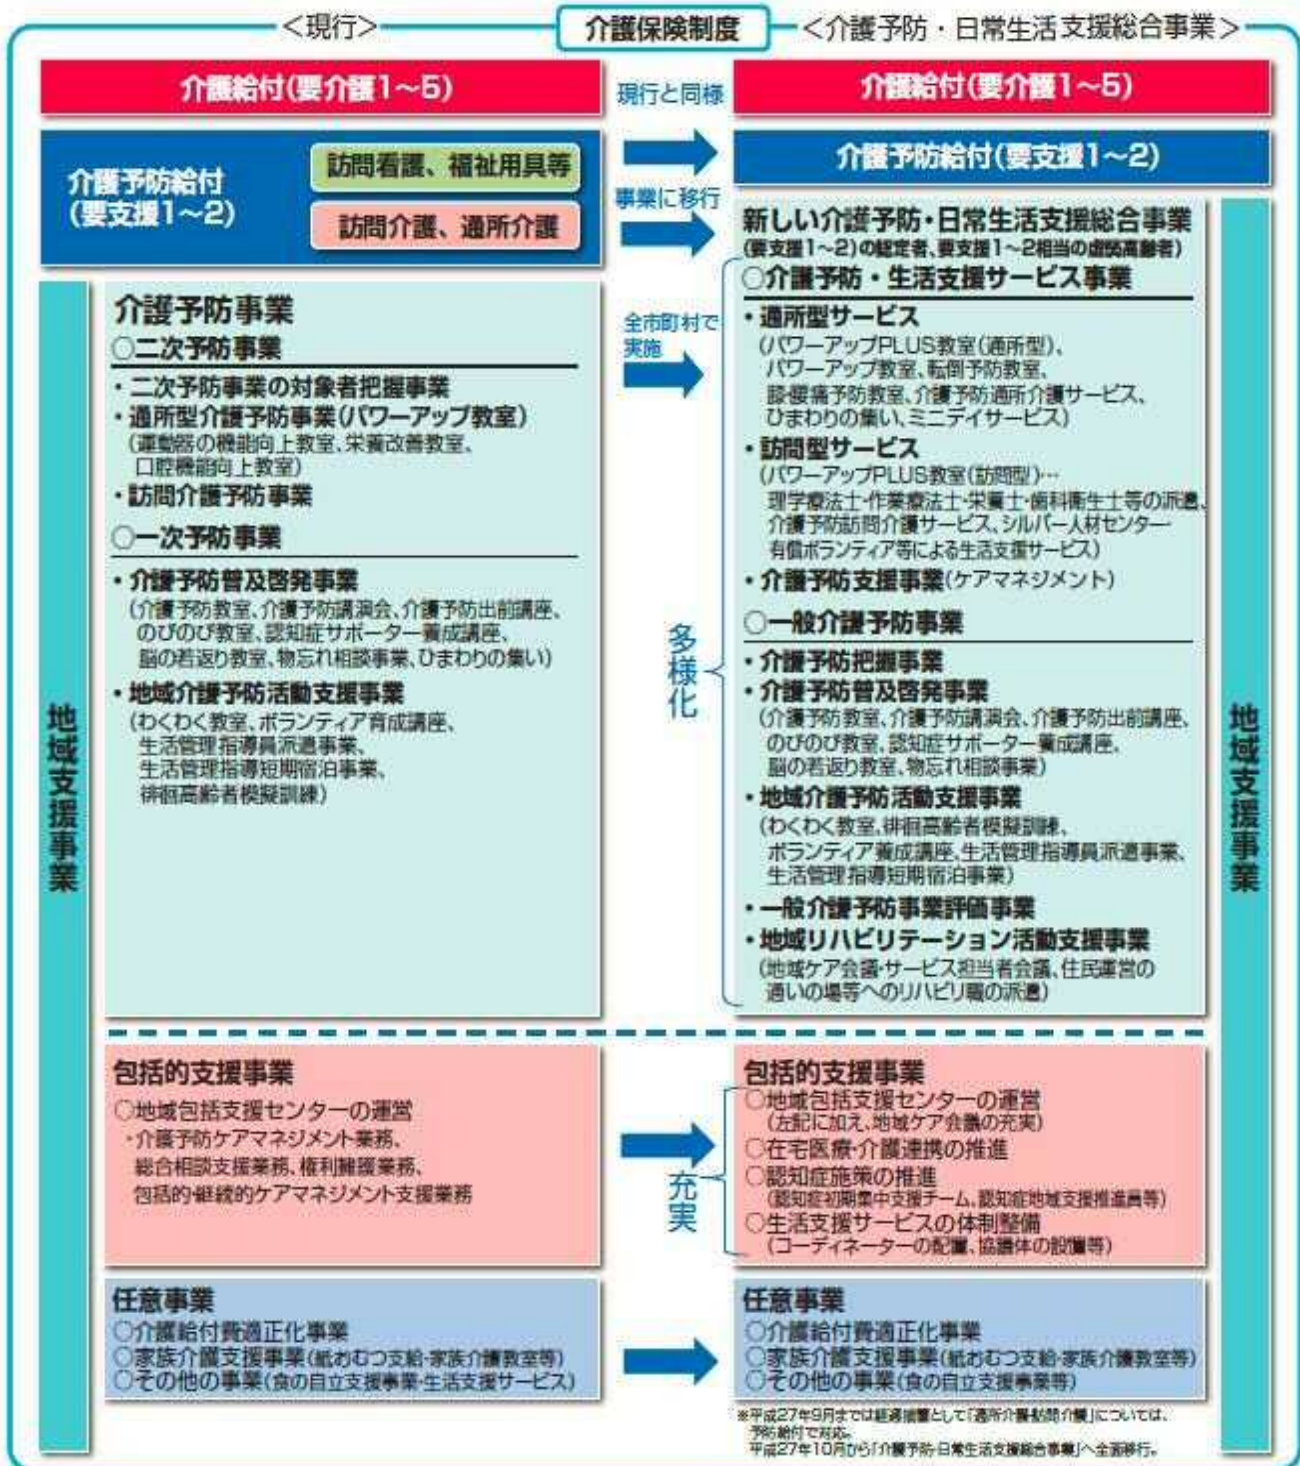 ＜現行＞
介護保険制度
＜介護予防・日常生活支援総合事業＞
介護給付(要介護1～5)
現行と同様
介護給付(要介護1～5)
介護予防給付
(要支援1～2)
訪問看護、福祉用具等
訪問介護、通所介護
事業に移行
介護予防給付(要支援1～2)
地域支援事業
介護予防事業
○二次予防事業
・二次予防事業の対象者把握事業
・通所型介護予防事業(パワーアップ教室)
(運動器の機能向上教室、栄養改善教室、
口腔機能向上教室)
・訪問介護予防事業
○一次予防事業
・介護予防普及啓発事業
(介護予防教室、介護予防講演会、介護予防出前講座、
のびのび教室、認知症サポーター養成講座、
脳の若返り教室、物忘れ相談事業、ひまわりの集い)
・地域介護予防活動支援事業
(わくわく教室、ボランティア育成講座、
生活管理指導員派遣事業、
生活管理指導短期宿泊事業、
徘徊高齢者模擬訓練)
全市町村で
実施
多様化
新しい介護予防・日常生活支援総合事業
(要支援1～2)の認定者、要支援1～2相当の虚弱高齢者)
○介護予防・生活支援サービス事業
・通所型サービス
(パワーアップPLUS教室(通所型)、
パワーアップ教室、転倒予防教室、
膝・腰痛予防教室、介護予防通所介護サービス、
ひまわりの集い、ミニデイサービス)
・訪問型サービス
(パワーアップPLUS教室(訪問型)…
理学療法士・作業療法士・栄養士・歯科衛生士等の派遣、
介護予防訪問介護サービス、シルバー人材センター・
有償ボランティア等による生活支援サービス)
・介護予防支援事業(ケアマネジメント)
○一般介護予防事業
・介護予防把握事業
・介護予防普及啓発事業
(介護予防教室、介護予防講演会、介護予防出前講座、
のびのび教室、認知症サポーター養成講座、
脳の若返り教室、物忘れ相談事業)
・地域介護予防活動支援事業
(わくわく教室、徘徊高齢者模擬訓練、
ボランティア養成講座、生活管理指導員派遣事業、
生活管理指導短期宿泊事業)
・一般介護予防事業評価事業
・地域リハビリテーション活動支援事業
(地域ケア会議・サービス担当者会議、住民運営の
通いの場等へのリハビリ職の派遣)
地域支援事業
包括的支援事業
○地域包括支援センターの運営
・介護予防ケアマネジメント業務、
総合相談支援業務、権利擁護業務、
包括的・継続的ケアマネジメント支援業務
充実
包括的支援事業
○地域包括支援センターの運営
(左記に加え、地域ケア会議の充実)
○在宅医療・介護連携の推進
○認知症施策の推進
(認知症初期集中支援チーム、認知症地域支援推進員等)
○生活支援サービスの体制整備
(コーディネーターの配置、協議体の設置等)
任意事業
○介護給付費適正化事業
○家族介護支援事業(紙おむつ支給・家族介護教室等)
○その他の事業(食の自立支援事業・生活支援サービス)
任意事業
○介護給付費適正化事業
○家族介護支援事業(紙おむつ支給・家族介護教室等)
○その他の事業(食の自立支援事業等)
※平成27年9月までは経過措置として「通所介護・訪問介護」については、
予防給付で対応。
平成27年10月から「介護予防・日常生活支援総合事業」へ全面移行。